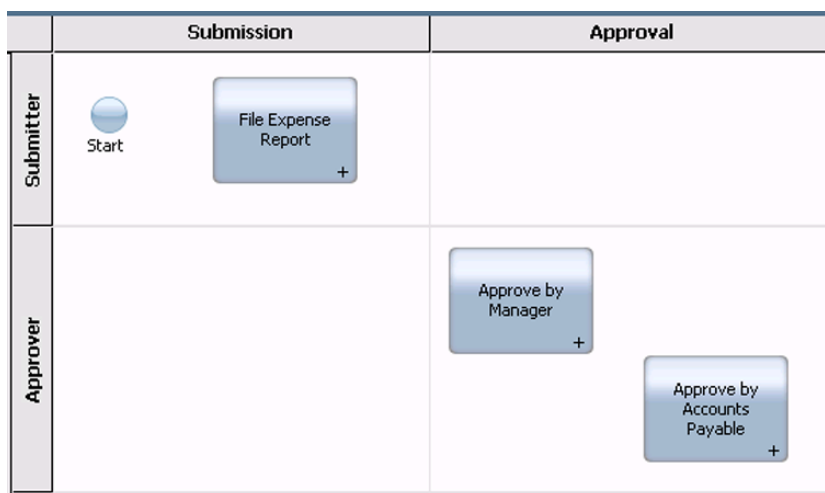 Submission
Approval
Submitter
Start
File Expense
Report
+
Approver
Approve by
Manager
+
Approve by
Accounts
Payable
+